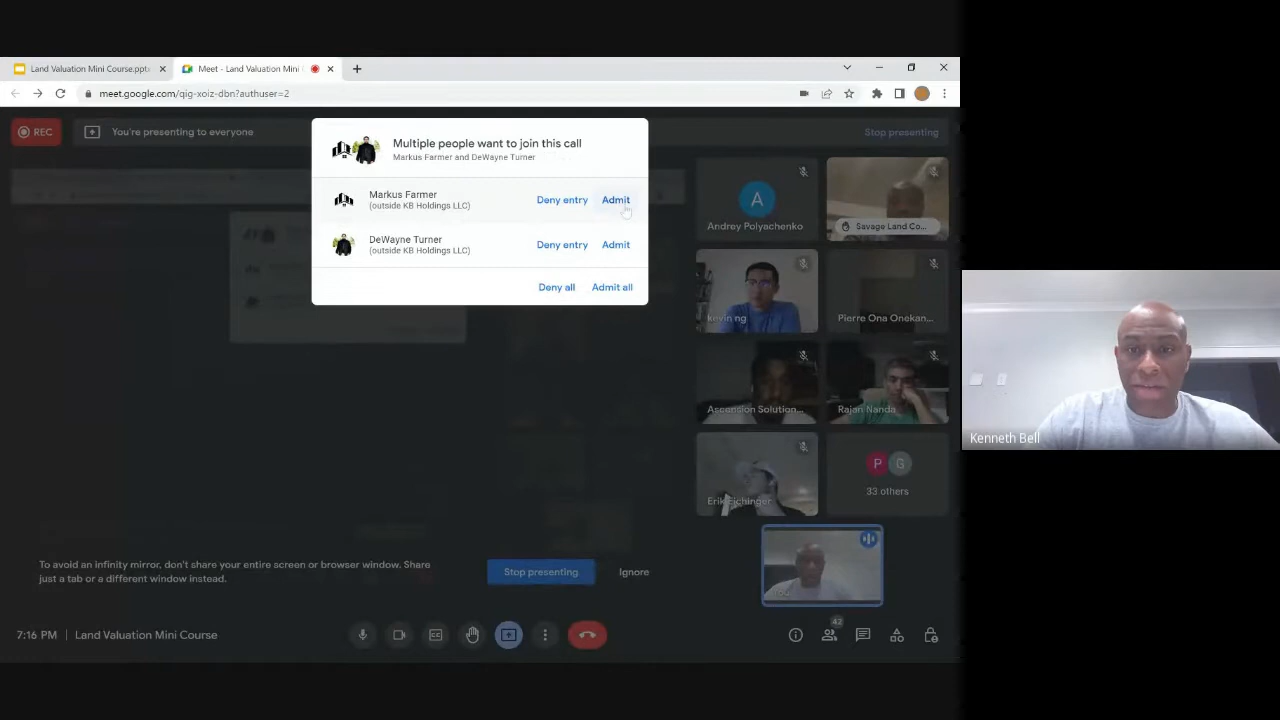 Land Valuation Mini Course.pptx
Meet - Land Valuation Mini
meet.google.com/qig-xoiz-dbn?authuser=2
REC
You're presenting to everyone
Stop presenting
Multiple people want to join this call
Markus Farmer and DeWayne Turner
Markus Farmer
(outside KB Holdings LLC)
Deny entry
Admit
DeWayne Turner
(outside KB Holdings LLC)
Deny entry
Admit
Deny all
Admit all
A
Andrey Polyachenko
Savage Land Co...
kevin ng
Pierre Ona Onekan...
Ascension Solution...
Rajan Nanda
Erik Eichinger
P
G
33 others
Kenneth Bell
To avoid an infinity mirror, don't share your entire screen or browser window. Share
just a tab or a different window instead.
Stop presenting
Ignore
7:16 PM
Land Valuation Mini Course
CC
42